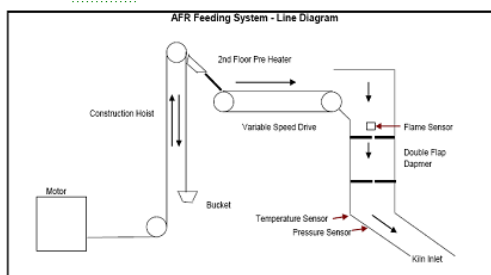 AFR Feeding System - Line Diagram
2nd Floor Pre Heater
Construction Hoist
Variable Speed Drive
Flame Sensor
Double Flap
Dapmer
Motor
Bucket
Temperature Sensor
Pressure Sensor
Kiln Inlet